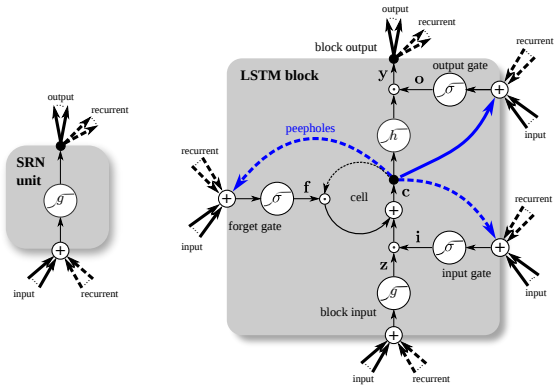 output
recurrent
SRN
unit
g
input
recurrent
output
recurrent
block output
LSTM block
y
o
output gate
recurrent
σ
input
h
peepholes
recurrent
f
cell
c
σ
input
forget gate
recurrent
i
σ
z
input gate
input
g
block input
input
recurrent